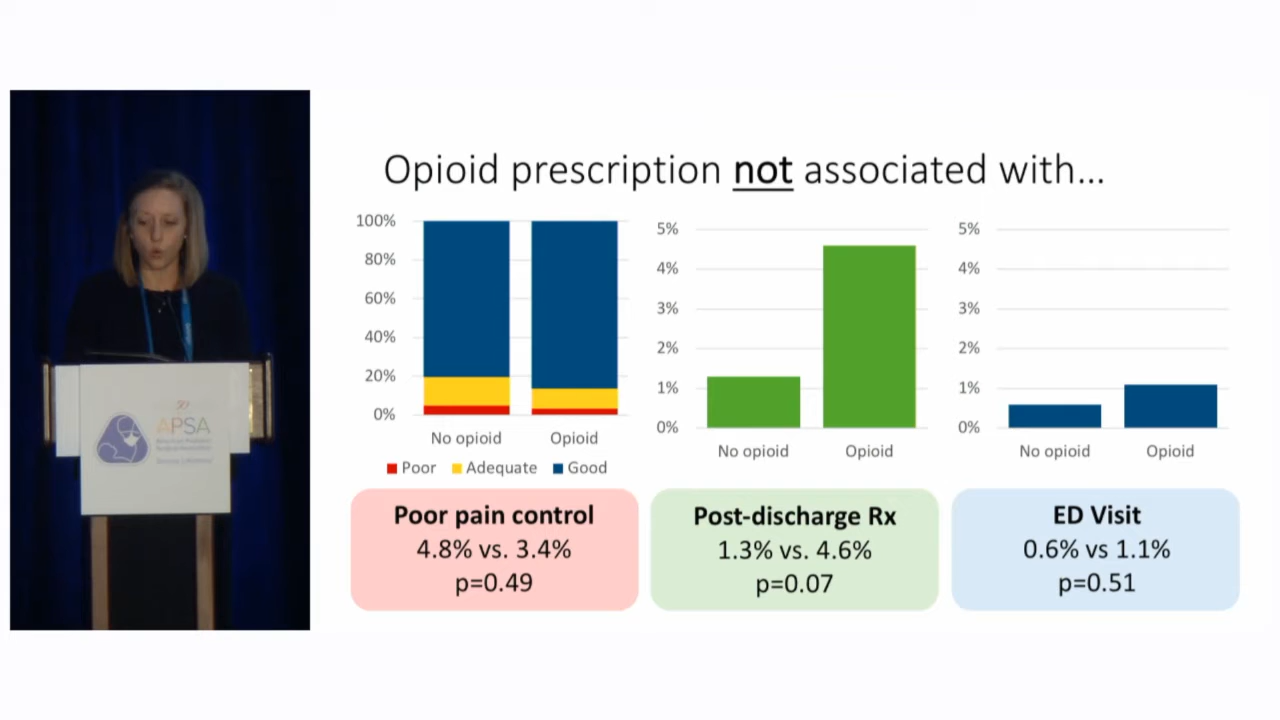 Opioid prescription not associated with...
100%
80%
60%
40%
20%
0%
No opioid Opioid
Poor Adequate Good
5%
4%
3%
2%
1%
0%
No opioid Opioid
5%
4%
3%
2%
1%
0%
No opioid Opioid
Poor pain control
4.8% vs. 3.4%
p=0.49
Post-discharge Rx
1.3% vs. 4.6%
p=0.07
ED Visit
0.6% vs 1.1%
p=0.51
APSA